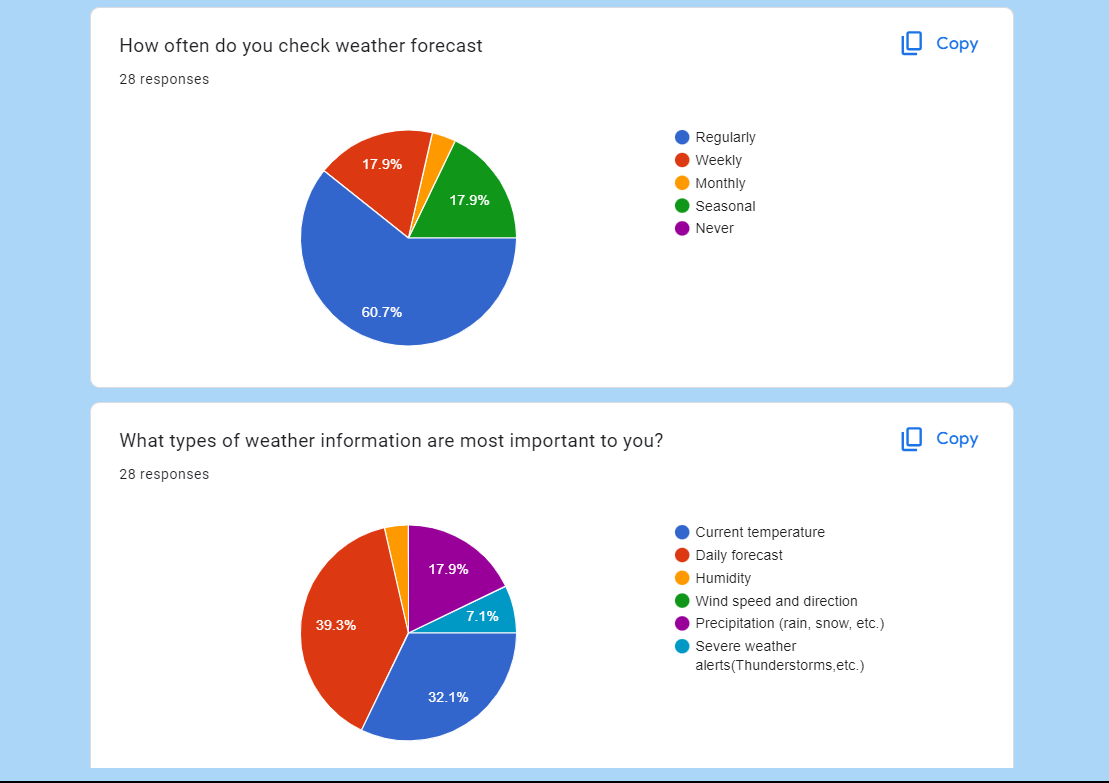 How often do you check weather forecast
Copy
28 responses
17.9%
17.9%
60.7%
Regularly
Weekly
Monthly
Seasonal
Never
What types of weather information are most important to you?
Copy
28 responses
17.9%
7.1%
39.3%
32.1%
Current temperature
Daily forecast
Humidity
Wind speed and direction
Precipitation (rain, snow, etc.)
Severe weather
alerts(Thunderstorms,etc.)